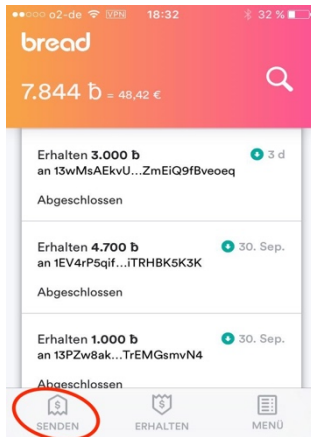 o2-de VPN 18:32 32 %
bread
7.844 ƀ = 48,42 €
Erhalten 3.000 ƀ 3 d
an 13wMsAEkvU...ZmEiQ9fBveoeq
Abgeschlossen
Erhalten 4.700 ƀ 30. Sep.
an 1EV4rP5qif...iTRHBK5K3K
Abgeschlossen
Erhalten 1.000 ƀ 30. Sep.
an 13PZw8ak...TrEMGsmvN4
Abgeschlossen
SENDEN ERHALTEN MENÜ